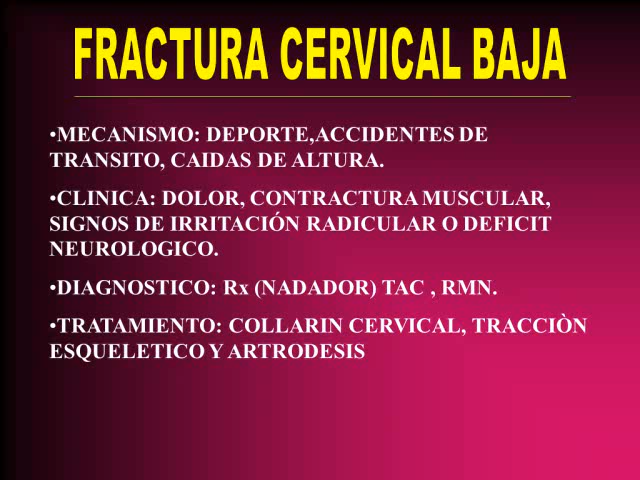 FRACTURA CERVICAL BAJA
•MECANISMO: DEPORTE,ACCIDENTES DE
TRANSITO, CAIDAS DE ALTURA.
•CLINICA: DOLOR, CONTRACTURA MUSCULAR,
SIGNOS DE IRRITACIÓN RADICULAR O DEFICIT
NEUROLOGICO.
•DIAGNOSTICO: Rx (NADADOR) TAC , RMN.
•TRATAMIENTO: COLLARIN CERVICAL, TRACCIÒN
ESQUELETICO Y ARTRODESIS